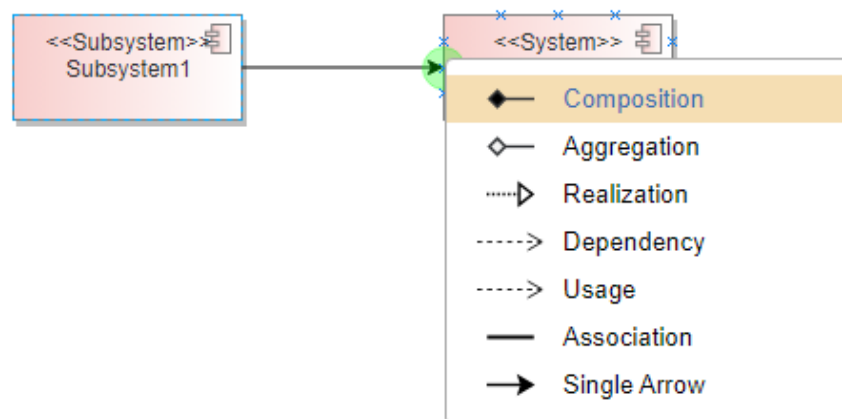 <<Subsystem>>
Subsystem1
<<System>>
Composition
Aggregation
Realization
Dependency
Usage
Association
Single Arrow